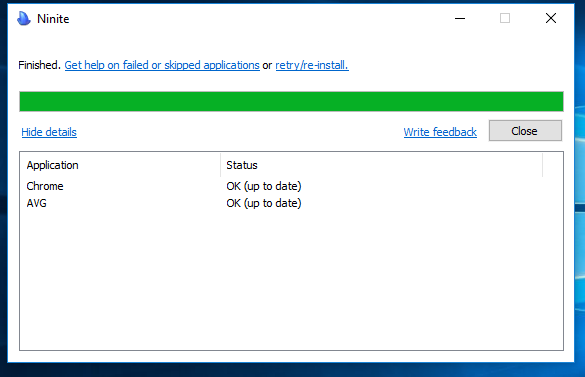 Ninite
Finished. Get help on failed or skipped applications or retry/re-install.
Hide details Write feedback Close
Application Status
Chrome OK (up to date)
AVG OK (up to date)